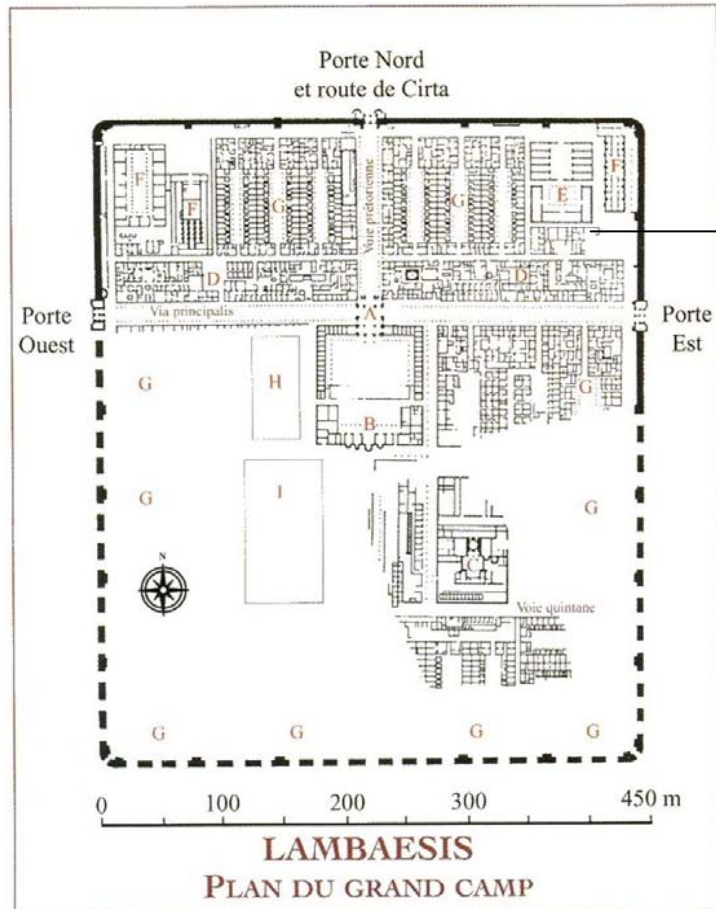 Porte Nord
et route de Cirta
F
F
G
Voie prétorienne
G
E
F
D
D
Porte
Ouest
Via principalis
A
Porte
Est
G
H
B
G
G
I
G
N
C
Voie quintane
G
G
G
G
0
100
200
300
450 m
LAMBAESIS
PLAN DU GRAND CAMP